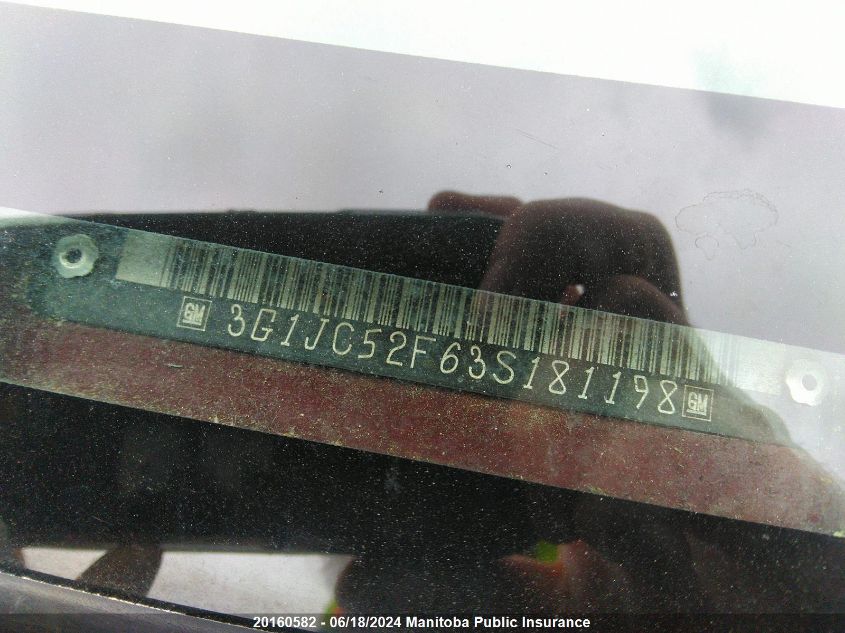 GM 3G1JC52F63S181198 GM
20160582 - 06/18/2024 Manitoba Public Insurance